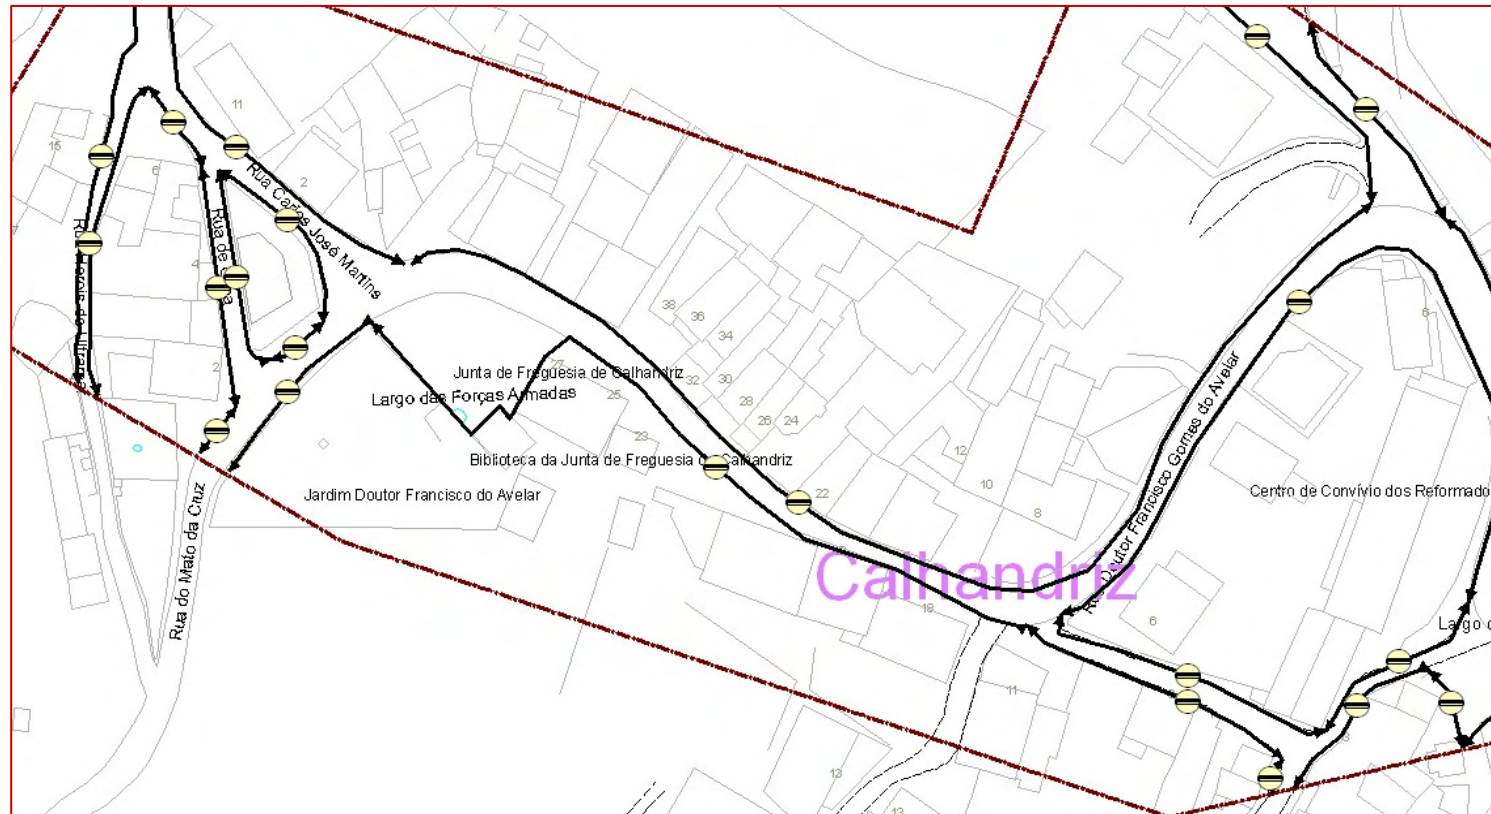 11
15
6
2
Rua Carlos José Martins
Rua de
4
2
38
36
34
32
30
28
26
24
27
25
23
Junta de Freguesia de Calhandriz
Largo das Forças Armadas
Biblioteca da Junta de Freguesia de Calhandriz
Jardim Doutor Francisco do Avelar
Rua do Mato da Cruz
22
12
10
8
Calhandriz
18
11
13
13
6
Doutor Francisco Gomes do Avelar
Centro de Convívio dos Reformado
6
Largo